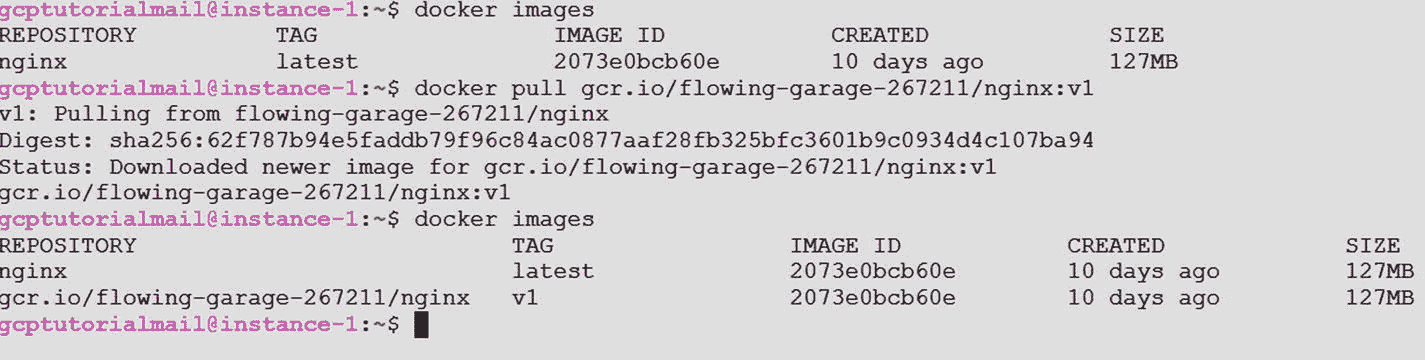 gcptutorialmail@instance-1:~$ docker images
REPOSITORY TAG IMAGE ID CREATED SIZE
nginx latest 2073e0bcb60e 10 days ago 127MB
gcptutorialmail@instance-1:~$ docker pull gcr.io/flowing-garage-267211/nginx:v1
v1: Pulling from flowing-garage-267211/nginx
Digest: sha256:62f787b94e5faddb79f96c84ac0877aaf28fb325bfc3601b9c0934d4c107ba94
Status: Downloaded newer image for gcr.io/flowing-garage-267211/nginx:v1
gcr.io/flowing-garage-267211/nginx:v1
gcptutorialmail@instance-1:~$ docker images
REPOSITORY TAG IMAGE ID CREATED SIZE
nginx latest 2073e0bcb60e 10 days ago 127MB
gcr.io/flowing-garage-267211/nginx v1 2073e0bcb60e 10 days ago 127MB
gcptutorialmail@instance-1:~$